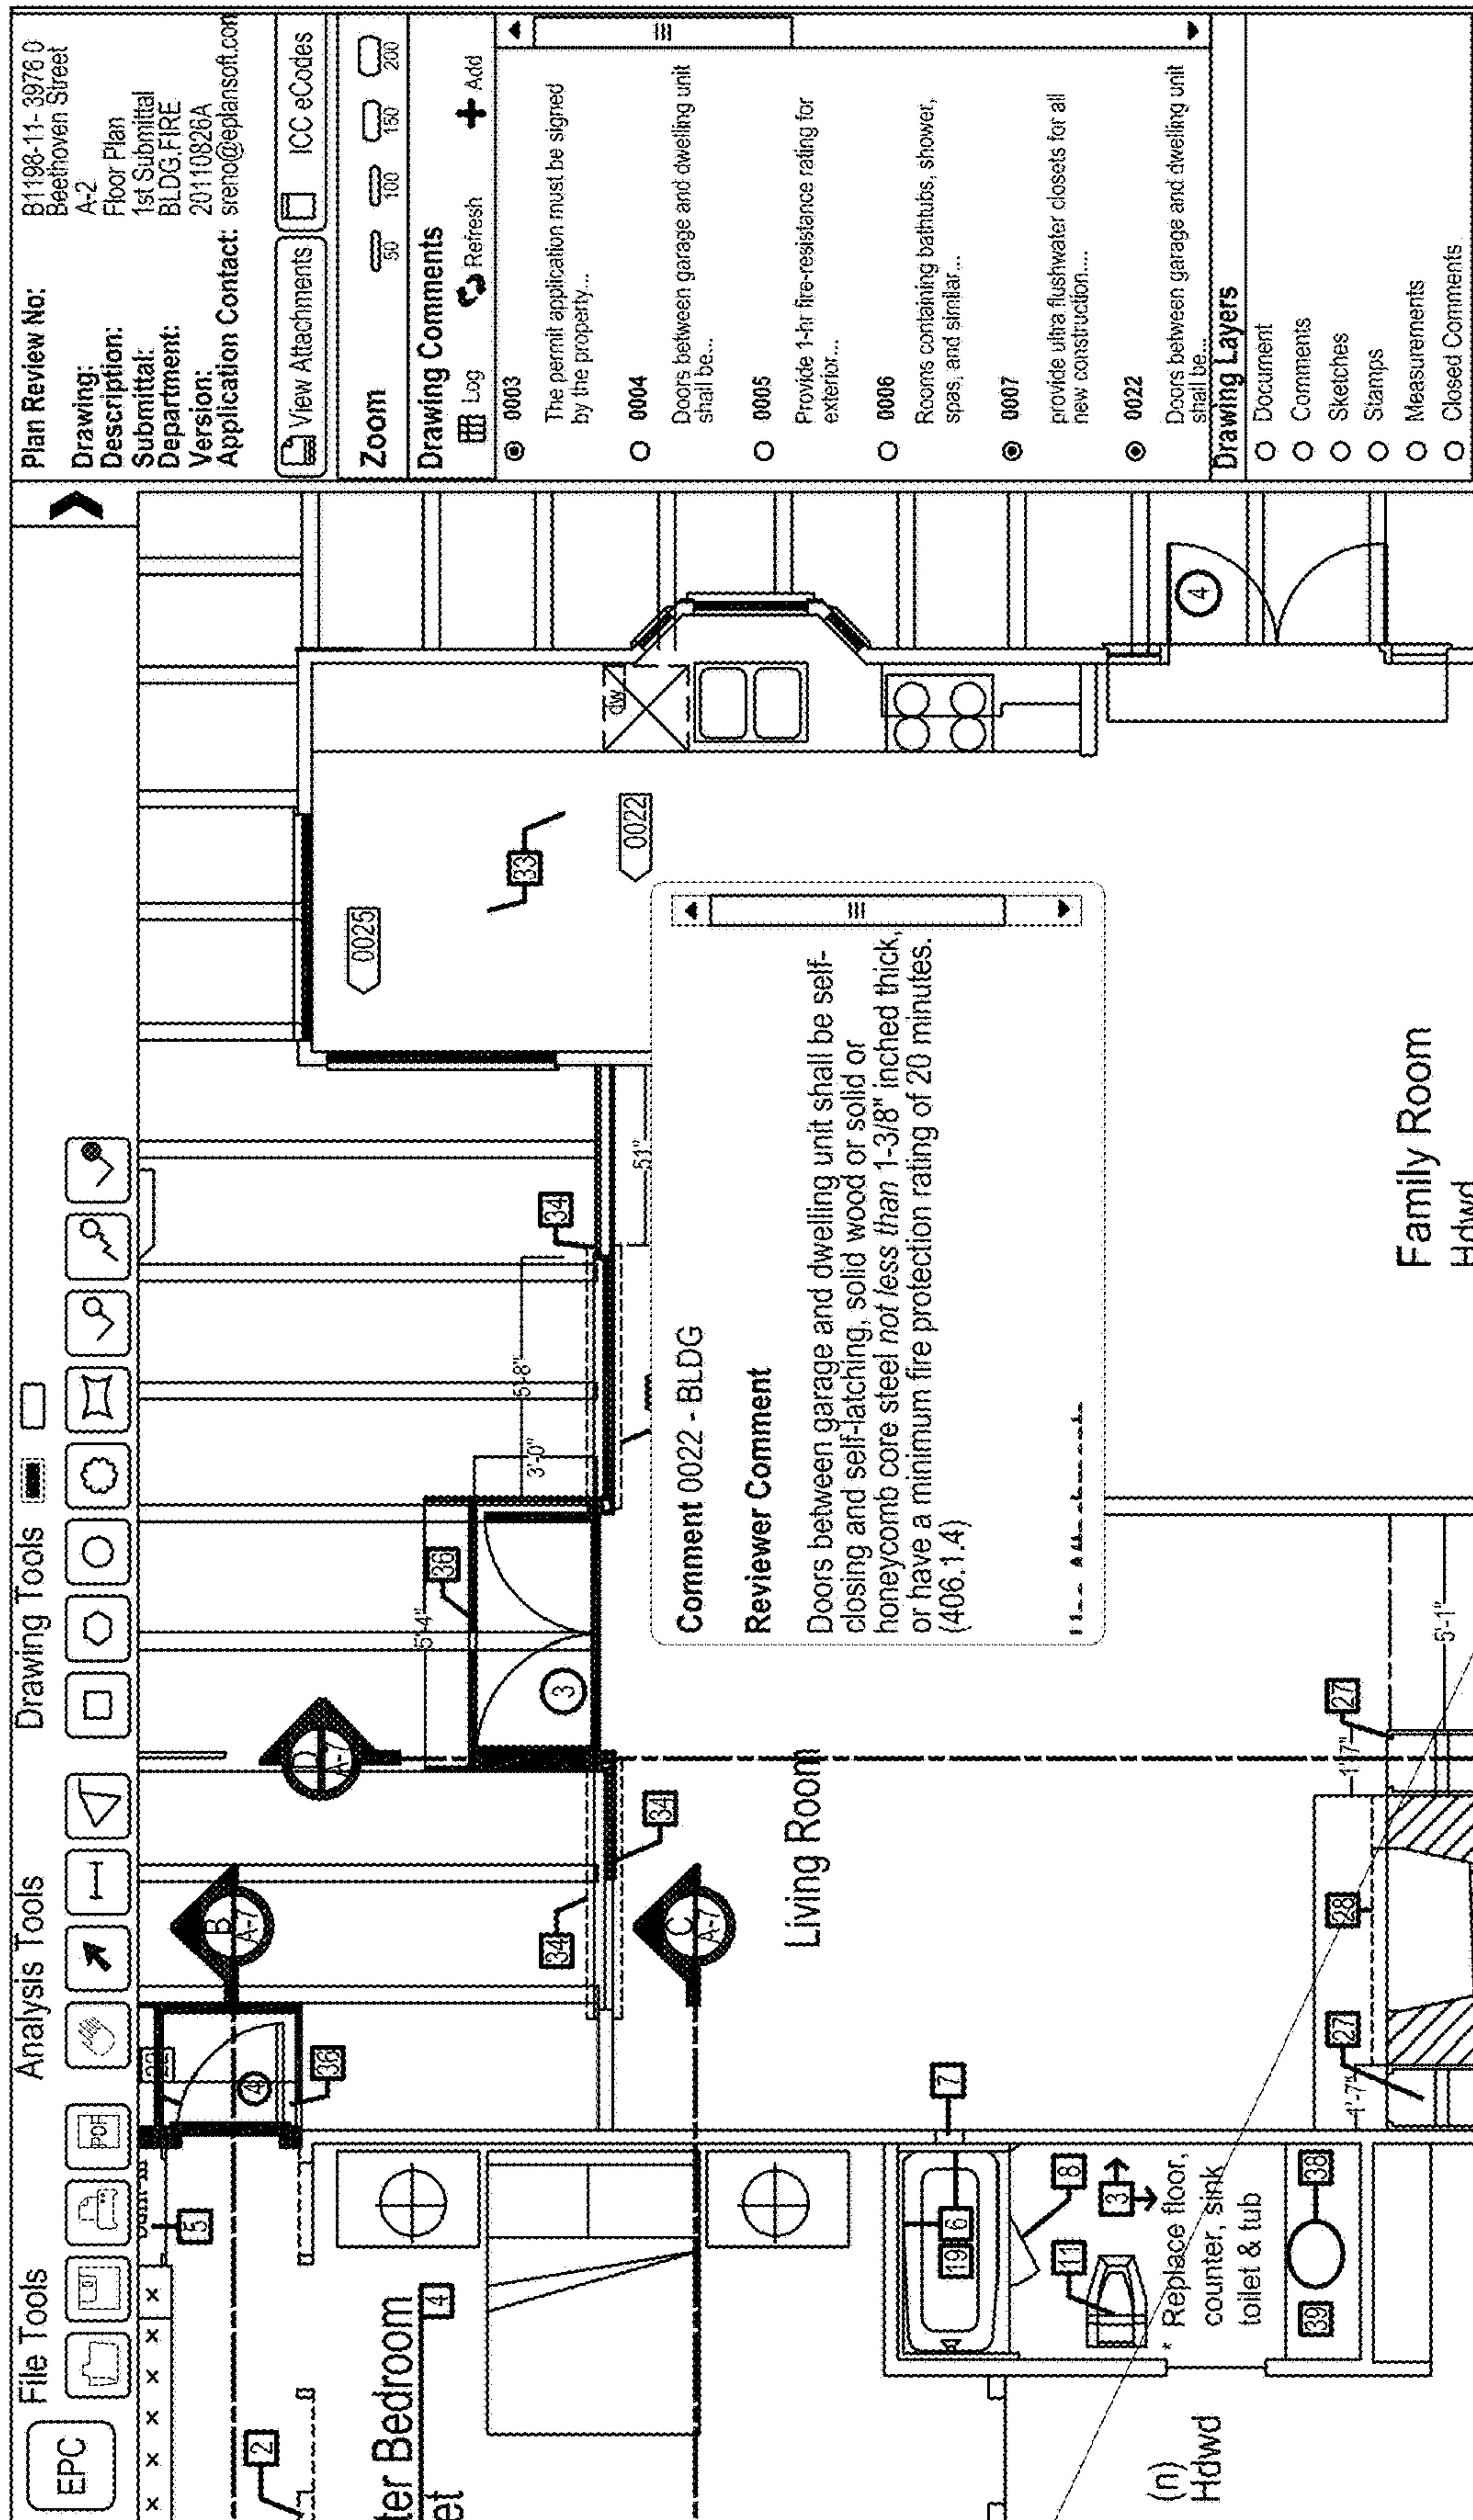 EPC
File Tools
Analysis Tools
Drawing Tools
PDF
Plan Review No: B1198-11- 3978 0
Beethoven Street
Drawing: A-2
Description: Floor Plan
Submittal: 1st Submittal
Department: BLDG,FIRE
Version: 20110826A
Application Contact: sreno@eplansoft.com
View Attachments
ICC eCodes
Zoom
50
100
150
200
Drawing Comments
Log
Refresh
Add
0003
The permit application must be signed
by the property...
0004
Doors between garage and dwelling unit
shall be...
0005
Provide 1-hr fire-resistance rating for
exterior...
0006
Rooms containing bathtubs, shower,
spas, and similar...
0007
provide ultra flushwater closets for all
new construction....
0022
Doors between garage and dwelling unit
shall be...
Drawing Layers
Document
Comments
Sketches
Stamps
Measurements
Closed Comments
2
5
4
36
B
A-7
D
A-7
5'-4"
36
3
3'-0"
5'-8"
34
51"
0025
33
0022
dw
4
ter Bedroom
4
et
34
34
C
A-7
Living Room
Comment 0022 - BLDG
Reviewer Comment
Doors between garage and dwelling unit shall be self-
closing and self-latching, solid wood or solid or
honeycomb core steel not less than 1-3/8" inched thick,
or have a minimum fire protection rating of 20 minutes.
(406.1.4)
7
6
19
8
11
3
* Replace floor,
counter, sink
toilet & tub
39
38
(n)
Hdwd
27
1'-7"
28
1'-7"
27
5'-1"
Family Room
Hdwd